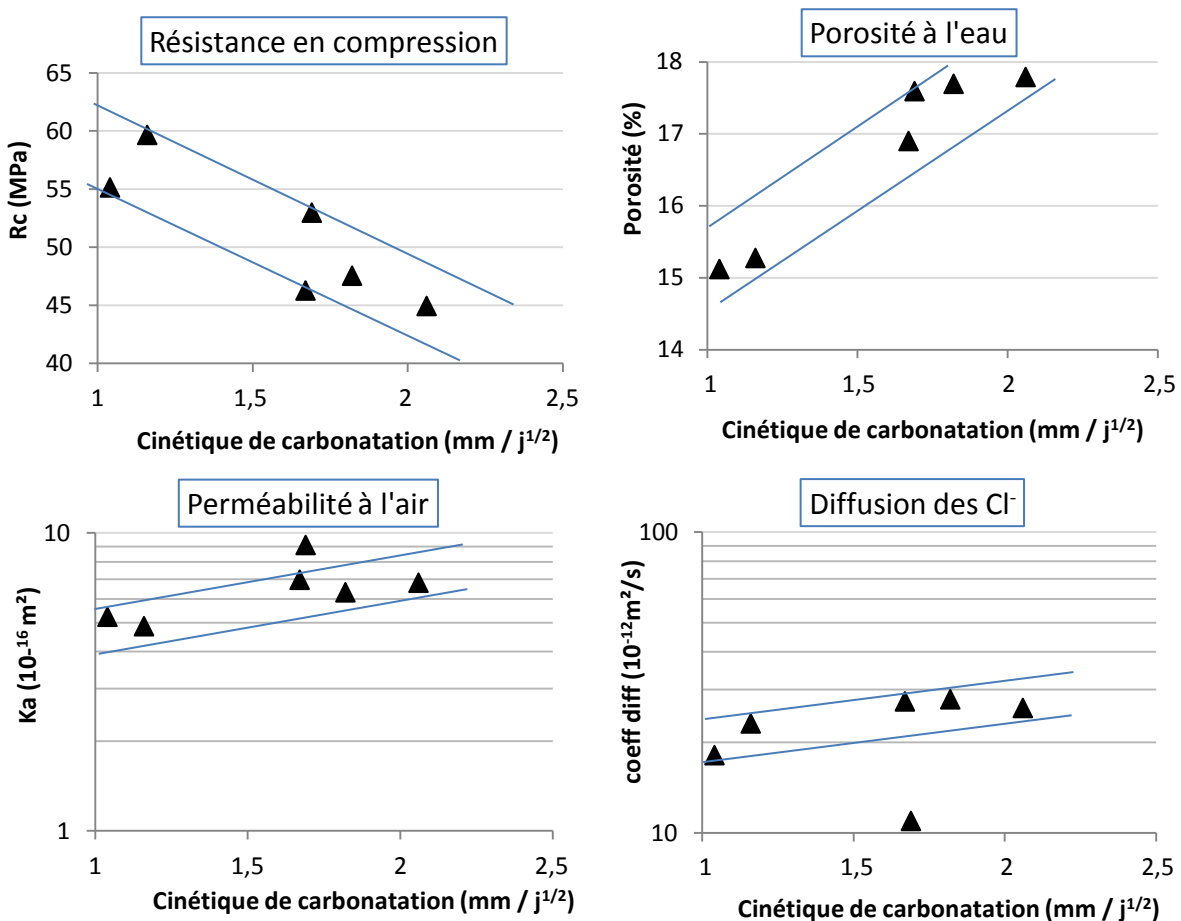 Résistance en compression
Rc (MPa)
65
60
55
50
45
40
1 1,5 2 2,5
Cinétique de carbonatation (mm / j¹/²)
Porosité à l'eau
Porosité (%)
18
17
16
15
14
1 1,5 2 2,5
Cinétique de carbonatation (mm / j¹/²)
Perméabilité à l'air
Ka (10⁻¹⁶ m²)
10
1
1 1,5 2 2,5
Cinétique de carbonatation (mm / j¹/²)
Diffusion des Cl⁻
coeff diff (10⁻¹²m²/s)
100
10
1 1,5 2 2,5
Cinétique de carbonatation (mm / j¹/²)